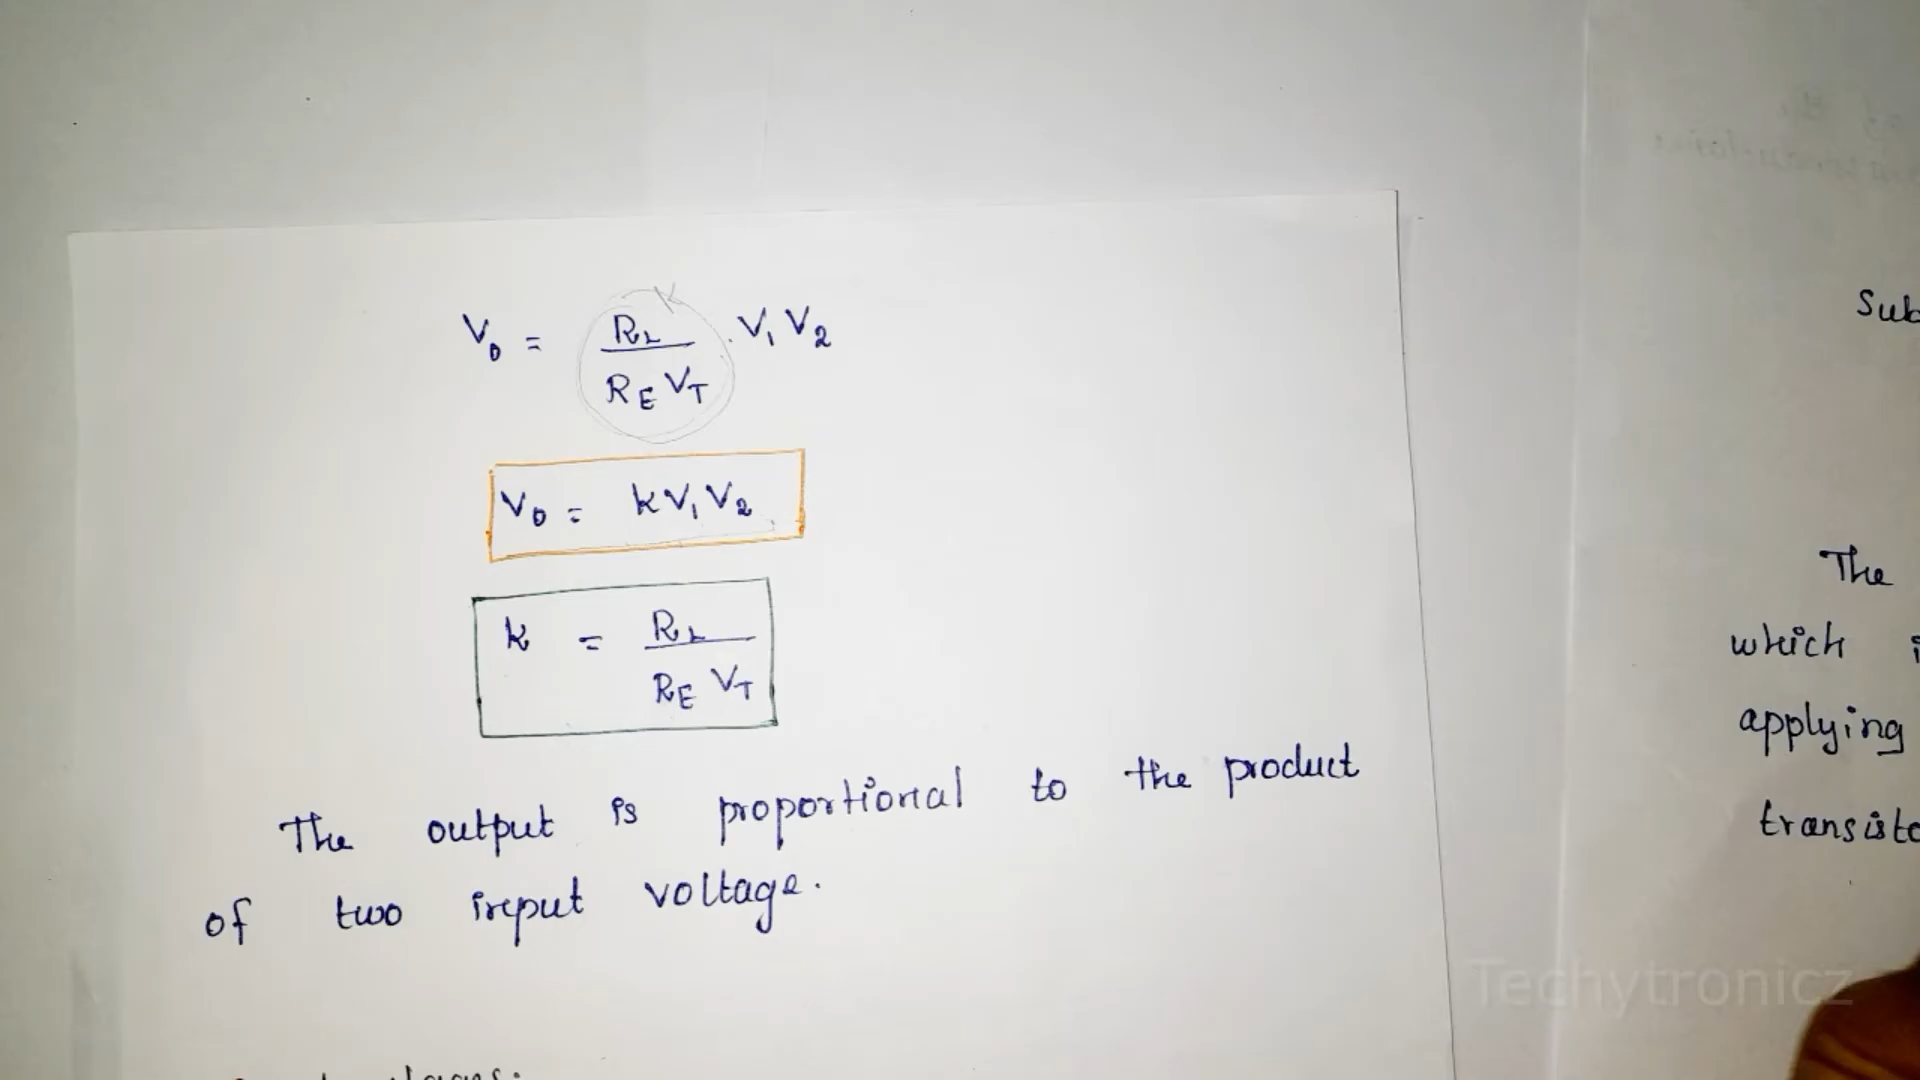 K
V0 = RL / RE VT . V1 V2
V0 = k V1 V2
k = RL / RE VT
The output is proportional to the product
of two input voltage.
Sub
The
which
applying
transisto
Techytronicz